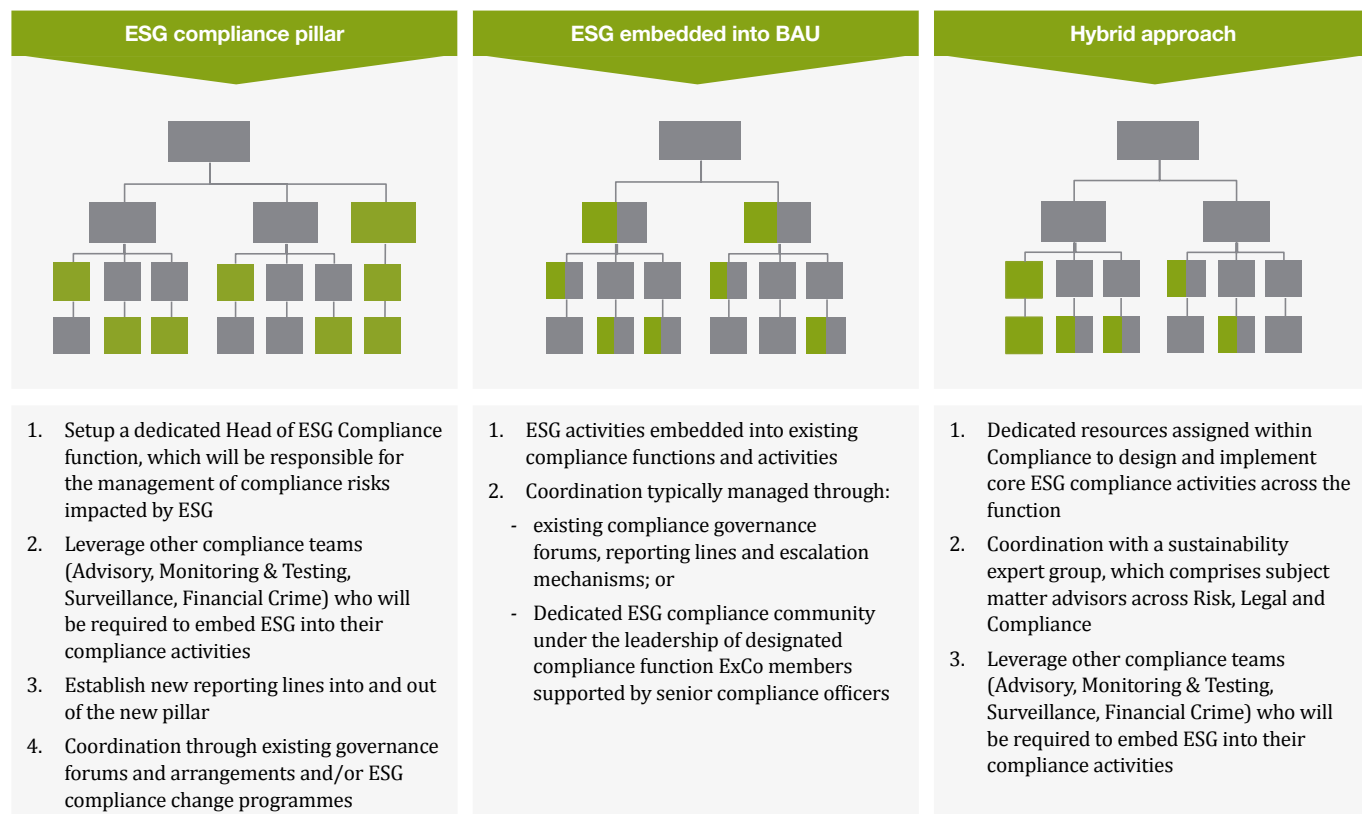 ESG compliance pillar
1. Setup a dedicated Head of ESG Compliance
function, which will be responsible for
the management of compliance risks
impacted by ESG
2. Leverage other compliance teams
(Advisory, Monitoring & Testing,
Surveillance, Financial Crime) who will
be required to embed ESG into their
compliance activities
3. Establish new reporting lines into and out
of the new pillar
4. Coordination through existing governance
forums and arrangements and/or ESG
compliance change programmes
ESG embedded into BAU
1. ESG activities embedded into existing
compliance functions and activities
2. Coordination typically managed through:
- existing compliance governance
forums, reporting lines and escalation
mechanisms; or
- Dedicated ESG compliance community
under the leadership of designated
compliance function ExCo members
supported by senior compliance officers
Hybrid approach
1. Dedicated resources assigned within
Compliance to design and implement
core ESG compliance activities across the
function
2. Coordination with a sustainability
expert group, which comprises subject
matter advisors across Risk, Legal and
Compliance
3. Leverage other compliance teams
(Advisory, Monitoring & Testing,
Surveillance, Financial Crime) who will
be required to embed ESG into their
compliance activities